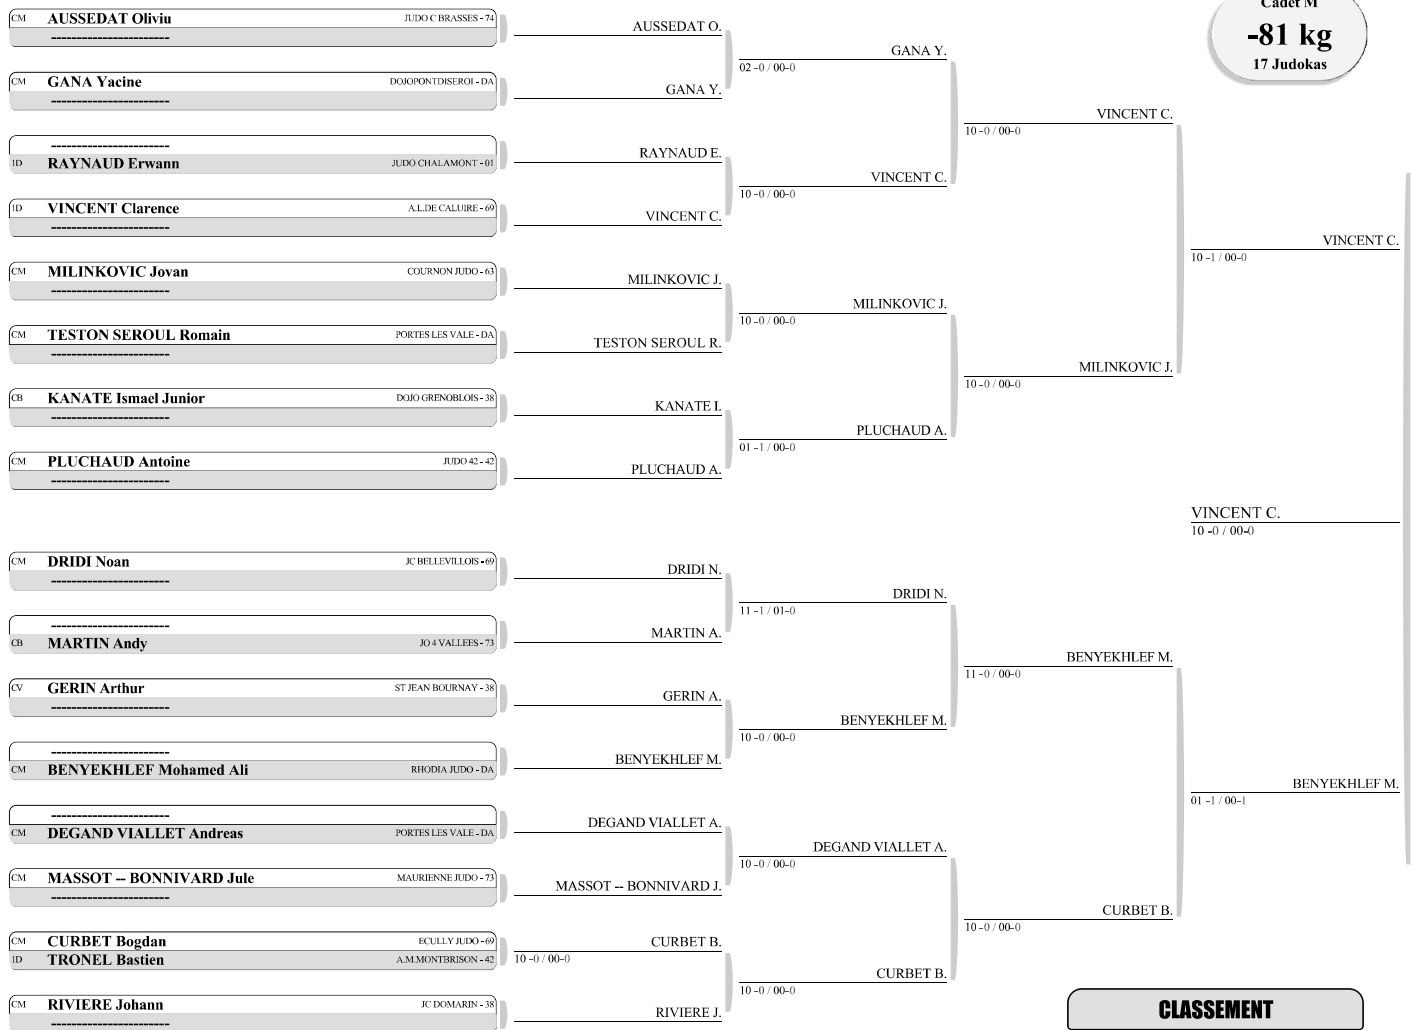 Cadet M
-81 kg
17 Judokas
CM AUSSEDAT Oliviu JUDO C BRASSES - 74
-----------------------
CM GANA Yacine DOJOPONTDISEROI - DA
-----------------------
-----------------------
1D RAYNAUD Erwann JUDO CHALAMONT - 01
1D VINCENT Clarence A.L.DE CALUIRE - 69
-----------------------
CM MILINKOVIC Jovan COURNON JUDO - 63
-----------------------
CM TESTON SEROUL Romain PORTES LES VALE - DA
-----------------------
CB KANATE Ismael Junior DOJO GRENOBLOIS - 38
-----------------------
CM PLUCHAUD Antoine JUDO 42 - 42
-----------------------
CM DRIDI Noan JC BELLEVILLOIS - 69
-----------------------
-----------------------
CB MARTIN Andy JO 4 VALLEES - 73
CV GERIN Arthur ST JEAN BOURNAY - 38
-----------------------
-----------------------
CM BENYEKHLEF Mohamed Ali RHODIA JUDO - DA
-----------------------
CM DEGAND VIALLET Andreas PORTES LES VALE - DA
CM MASSOT -- BONNIVARD Jule MAURIENNE JUDO - 73
-----------------------
CM CURBET Bogdan ECULLY JUDO - 69
1D TRONEL Bastien A.M.MONTBRISON - 42
CM RIVIERE Johann JC DOMARIN - 38
-----------------------
AUSSEDAT O.
GANA Y.
RAYNAUD E.
VINCENT C.
MILINKOVIC J.
TESTON SEROUL R.
KANATE I.
PLUCHAUD A.
DRIDI N.
MARTIN A.
GERIN A.
BENYEKHLEF M.
DEGAND VIALLET A.
MASSOT -- BONNIVARD J.
CURBET B.
10 -0 / 00-0
RIVIERE J.
GANA Y.
02 -0 / 00-0
VINCENT C.
10 -0 / 00-0
MILINKOVIC J.
10 -0 / 00-0
PLUCHAUD A.
01 -1 / 00-0
DRIDI N.
11 -1 / 01-0
BENYEKHLEF M.
10 -0 / 00-0
DEGAND VIALLET A.
10 -0 / 00-0
CURBET B.
10 -0 / 00-0
VINCENT C.
10 -0 / 00-0
MILINKOVIC J.
10 -0 / 00-0
BENYEKHLEF M.
11 -0 / 00-0
CURBET B.
10 -0 / 00-0
VINCENT C.
10 -1 / 00-0
VINCENT C.
10 -0 / 00-0
BENYEKHLEF M.
01 -1 / 00-1
CLASSEMENT